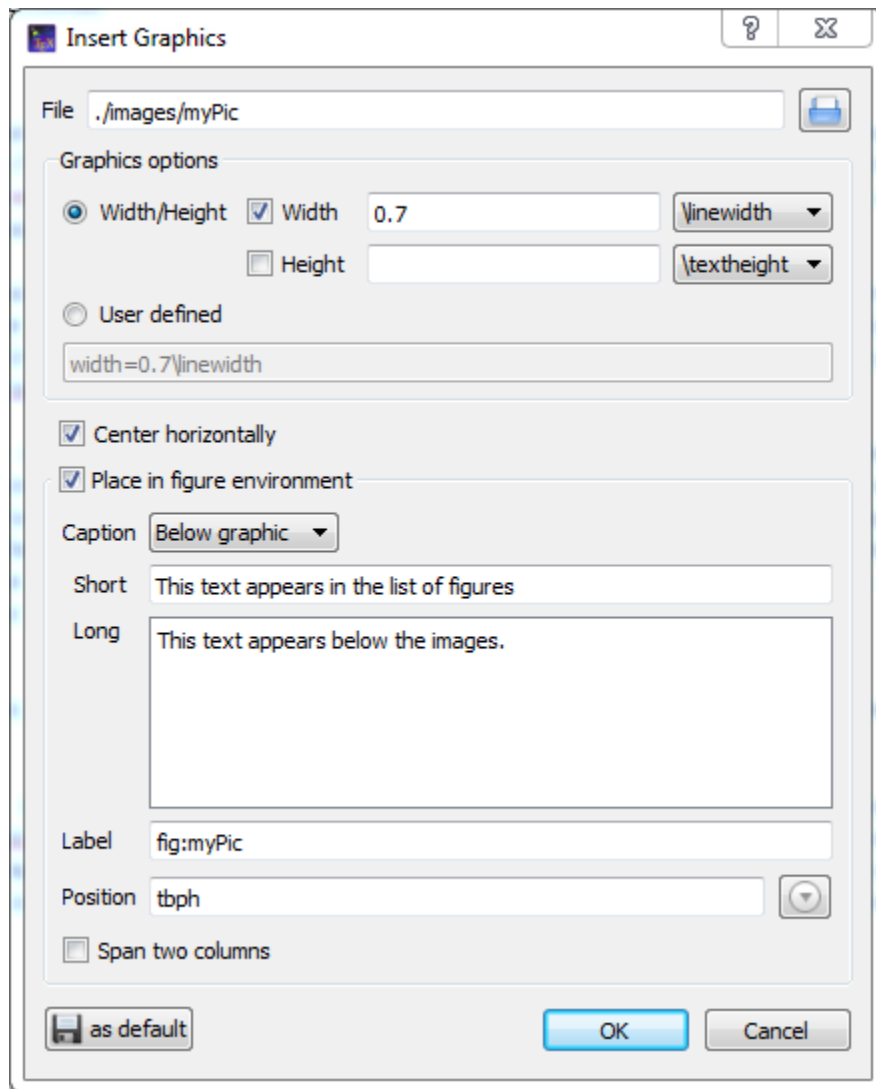 Insert Graphics
File ./images/myPic
Graphics options
Width/Height Width 0.7 \linewidth
Height \textheight
User defined
width=0.7\linewidth
Center horizontally
Place in figure environment
Caption Below graphic
Short This text appears in the list of figures
Long This text appears below the images.
Label fig:myPic
Position tbph
Span two columns
as default OK Cancel